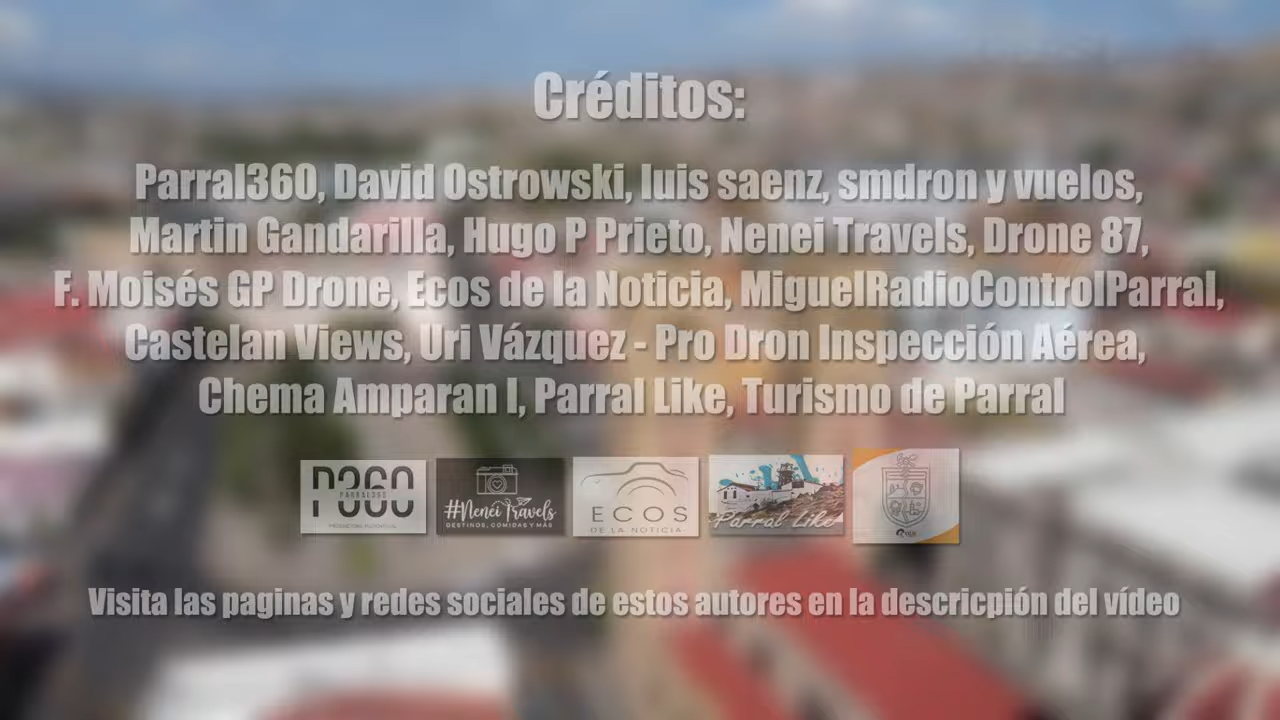 Créditos:
Parral360, David Ostrowski, luis saenz, smdron y vuelos,
Martin Gandarilla, Hugo P Prieto, Nenei Travels, Drone 87,
F. Moisés GP Drone, Ecos de la Noticia, MiguelRadioControlParral,
Castelan Views, Uri Vázquez - Pro Dron Inspección Aérea,
Chema Amparan I, Parral Like, Turismo de Parral
P360
PARRAL360
#Nenei Travels
DESTINOS, COMIDAS Y MÁS
ECOS
DE LA NOTICIA
Parral Like
Visita las paginas y redes sociales de estos autores en la descricpión del vídeo